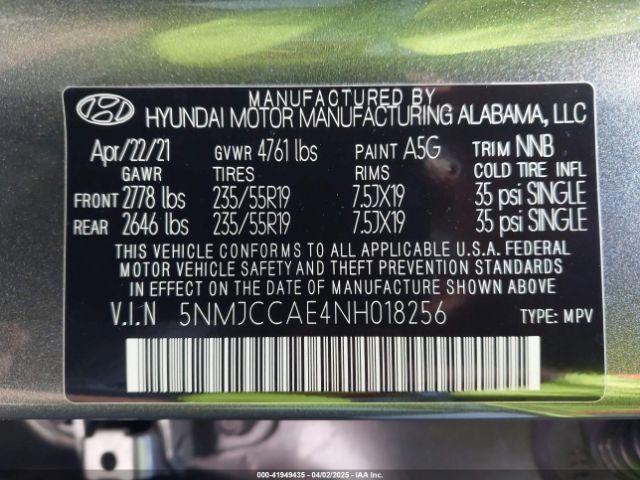 MANUFACTURED BY
HYUNDAI MOTOR MANUFACTURING ALABAMA, LLC
Apr/22/21 GVWR 4761 lbs PAINT A5G TRIM NNB
GAWR TIRES RIMS COLD TIRE INFL
FRONT 2778 lbs 235/55R19 7.5JX19 35 psi SINGLE
REAR 2646 lbs 235/55R19 7.5JX19 35 psi SINGLE
THIS VEHICLE CONFORMS TO ALL APPLICABLE U.S.A. FEDERAL
MOTOR VEHICLE SAFETY AND THEFT PREVENTION STANDARDS
IN EFFECT ON THE DATE OF MANUFACTURE SHOWN ABOVE
V.I.N 5NMJCCAE4NH018256 TYPE: MPV
000-41949435 - 04/02/2025 - IAAI.COM